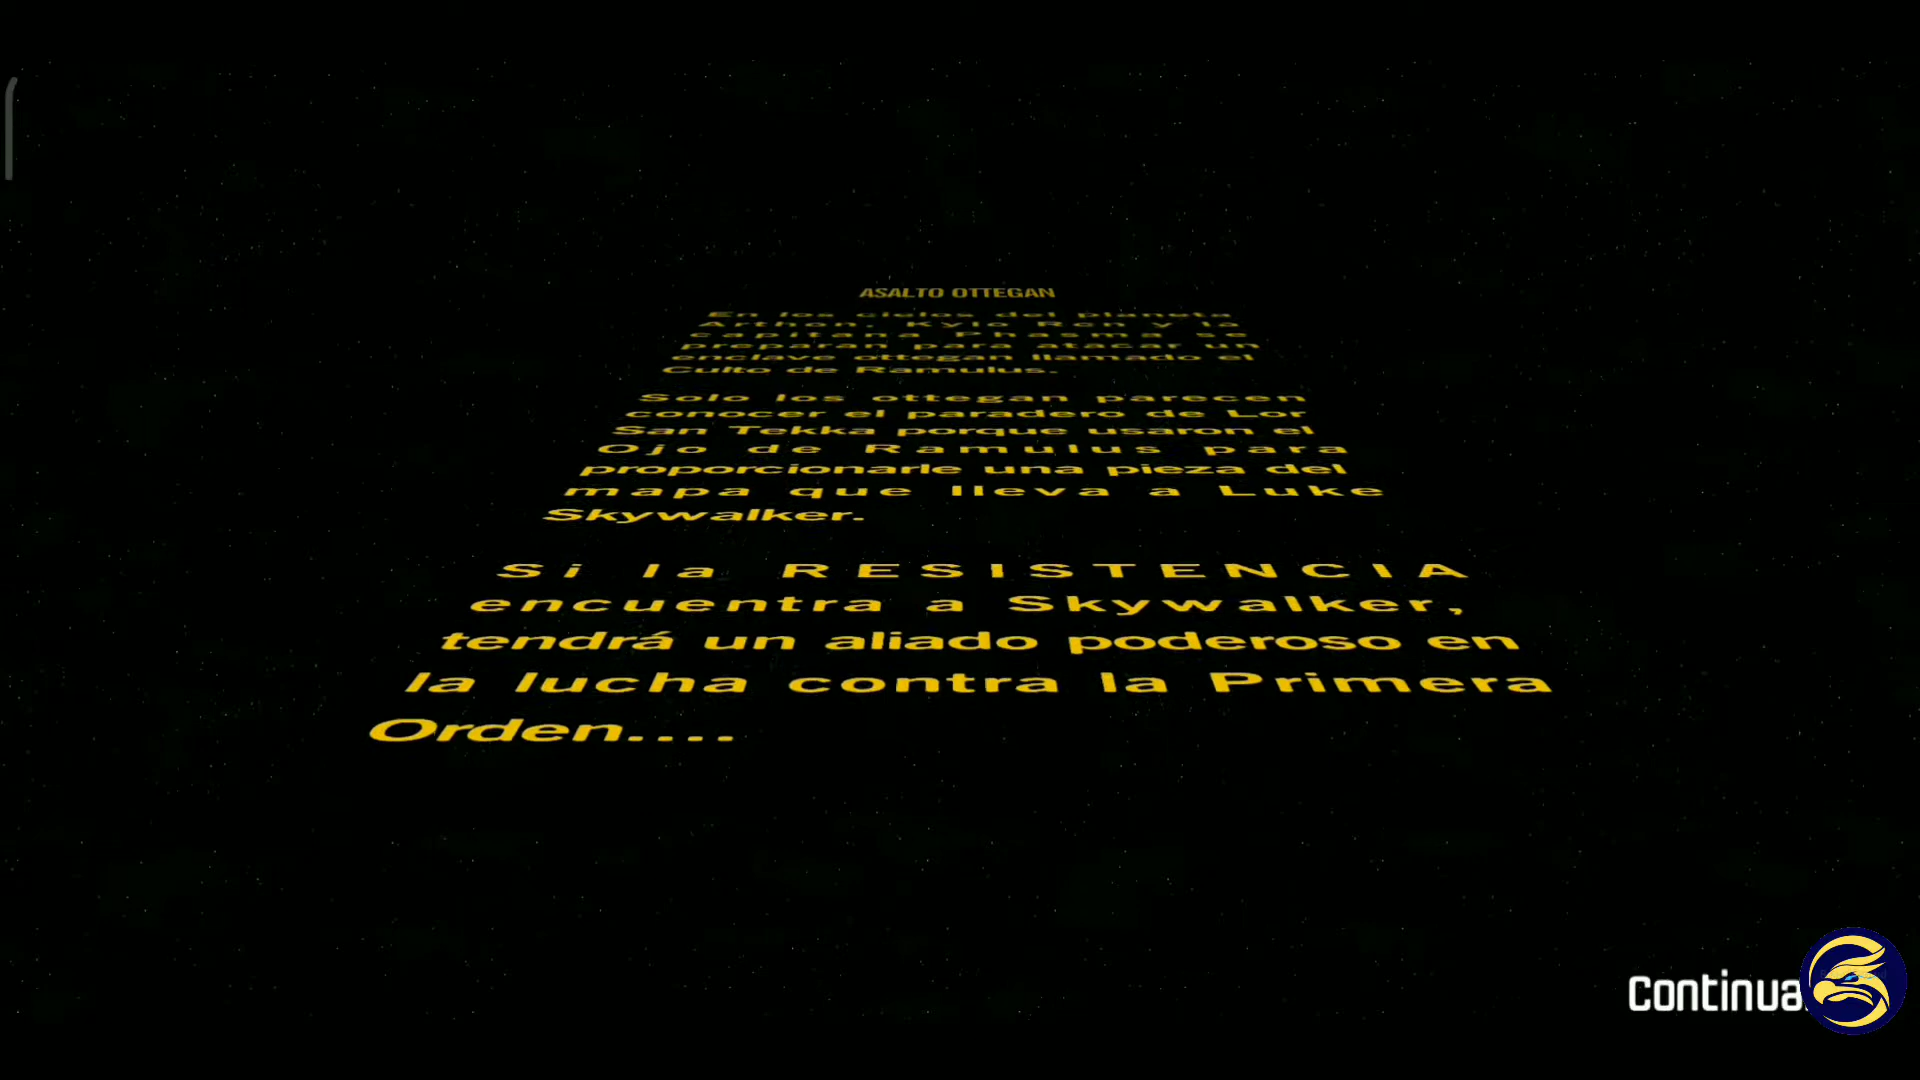 ASALTO OTTEGAN
En los cielos del planeta
Arthon, Kylo Ren y la
capitana Phasma se
preparan para atacar un
enclave ottegan llamado el
Culto de Ramulus.
Solo los ottegan parecen
conocer el paradero de Lor
San Tekka porque usaron el
Ojo de Ramulus para
proporcionarle una pieza del
mapa que lleva a Luke
Skywalker.
Si la RESISTENCIA
encuentra a Skywalker,
tendrá un aliado poderoso en
la lucha contra la Primera
Orden....
Continua